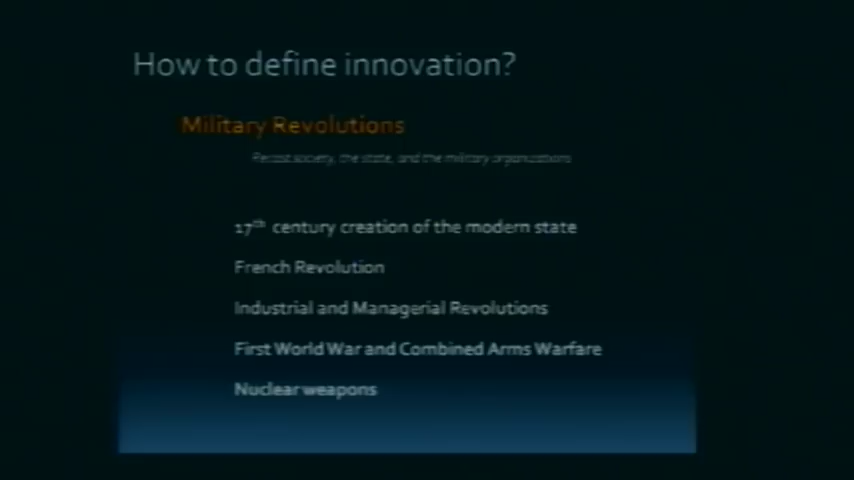 How to define innovation?
Military Revolutions
Recast society, the state, and the military organizations
17th century creation of the modern state
French Revolution
Industrial and Managerial Revolutions
First World War and Combined Arms Warfare
Nuclear weapons